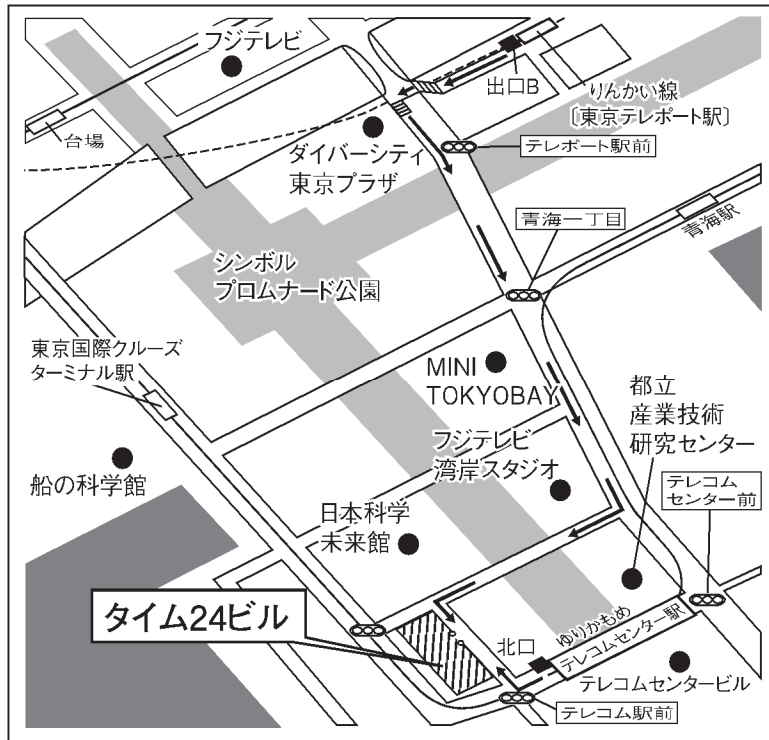 フジテレビ
出口B
りんかい線
〔東京テレポート駅〕
台場
ダイバーシティ
東京プラザ
テレポート駅前
青海一丁目
青海駅
シンボル
プロムナード公園
東京国際クルーズ
ターミナル駅
MINI
TOKYOBAY
都立
産業技術
研究センター
フジテレビ
湾岸スタジオ
テレコム
センター前
船の科学館
日本科学
未来館
タイム24ビル
北口
ゆりかもめ
テレコムセンター駅
テレコムセンタービル
テレコム駅前